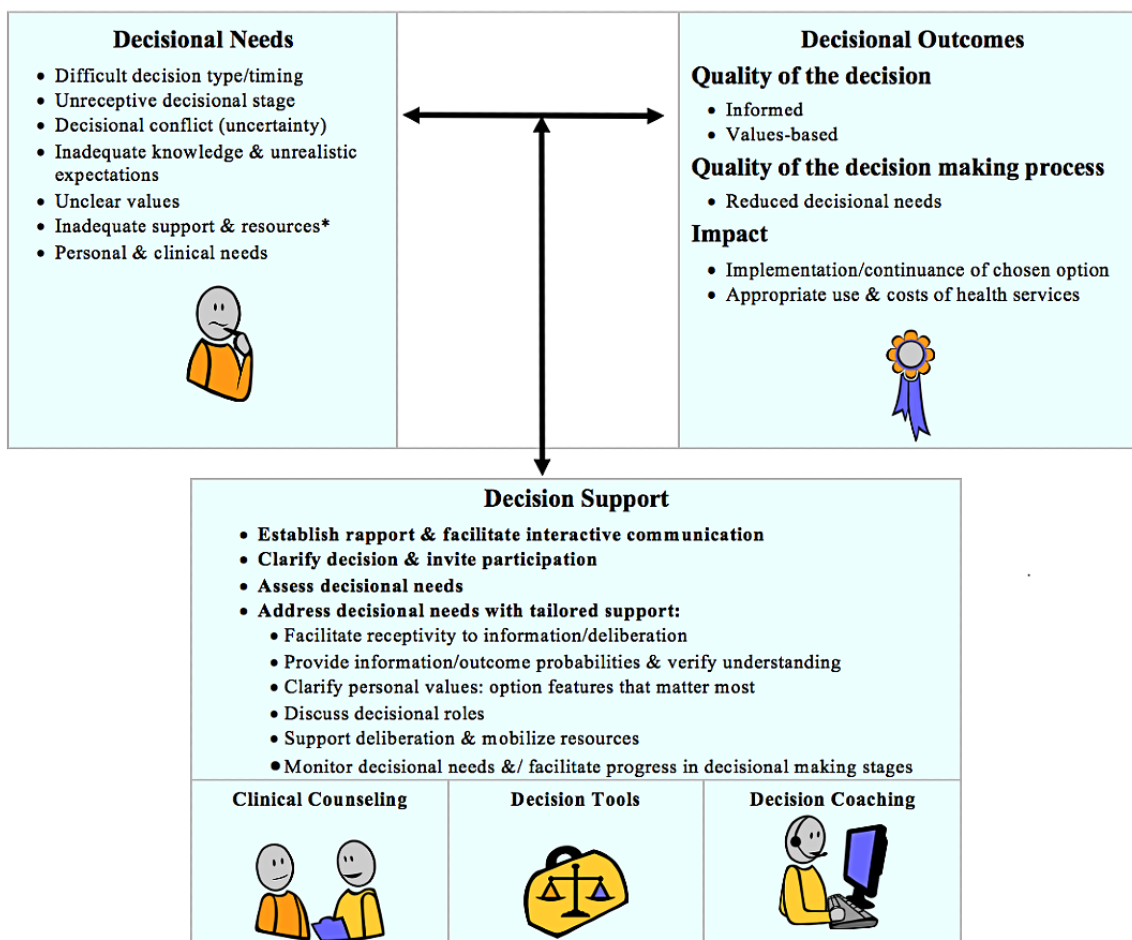 Decisional Needs
• Difficult decision type/timing
• Unreceptive decisional stage
• Decisional conflict (uncertainty)
• Inadequate knowledge & unrealistic
expectations
• Unclear values
• Inadequate support & resources*
• Personal & clinical needs
Decisional Outcomes
Quality of the decision
• Informed
• Values-based
Quality of the decision making process
• Reduced decisional needs
Impact
• Implementation/continuance of chosen option
• Appropriate use & costs of health services
Decision Support
• Establish rapport & facilitate interactive communication
• Clarify decision & invite participation
• Assess decisional needs
• Address decisional needs with tailored support:
• Facilitate receptivity to information/deliberation
• Provide information/outcome probabilities & verify understanding
• Clarify personal values: option features that matter most
• Discuss decisional roles
• Support deliberation & mobilize resources
• Monitor decisional needs &/ facilitate progress in decisional making stages
Clinical Counseling
Decision Tools
Decision Coaching